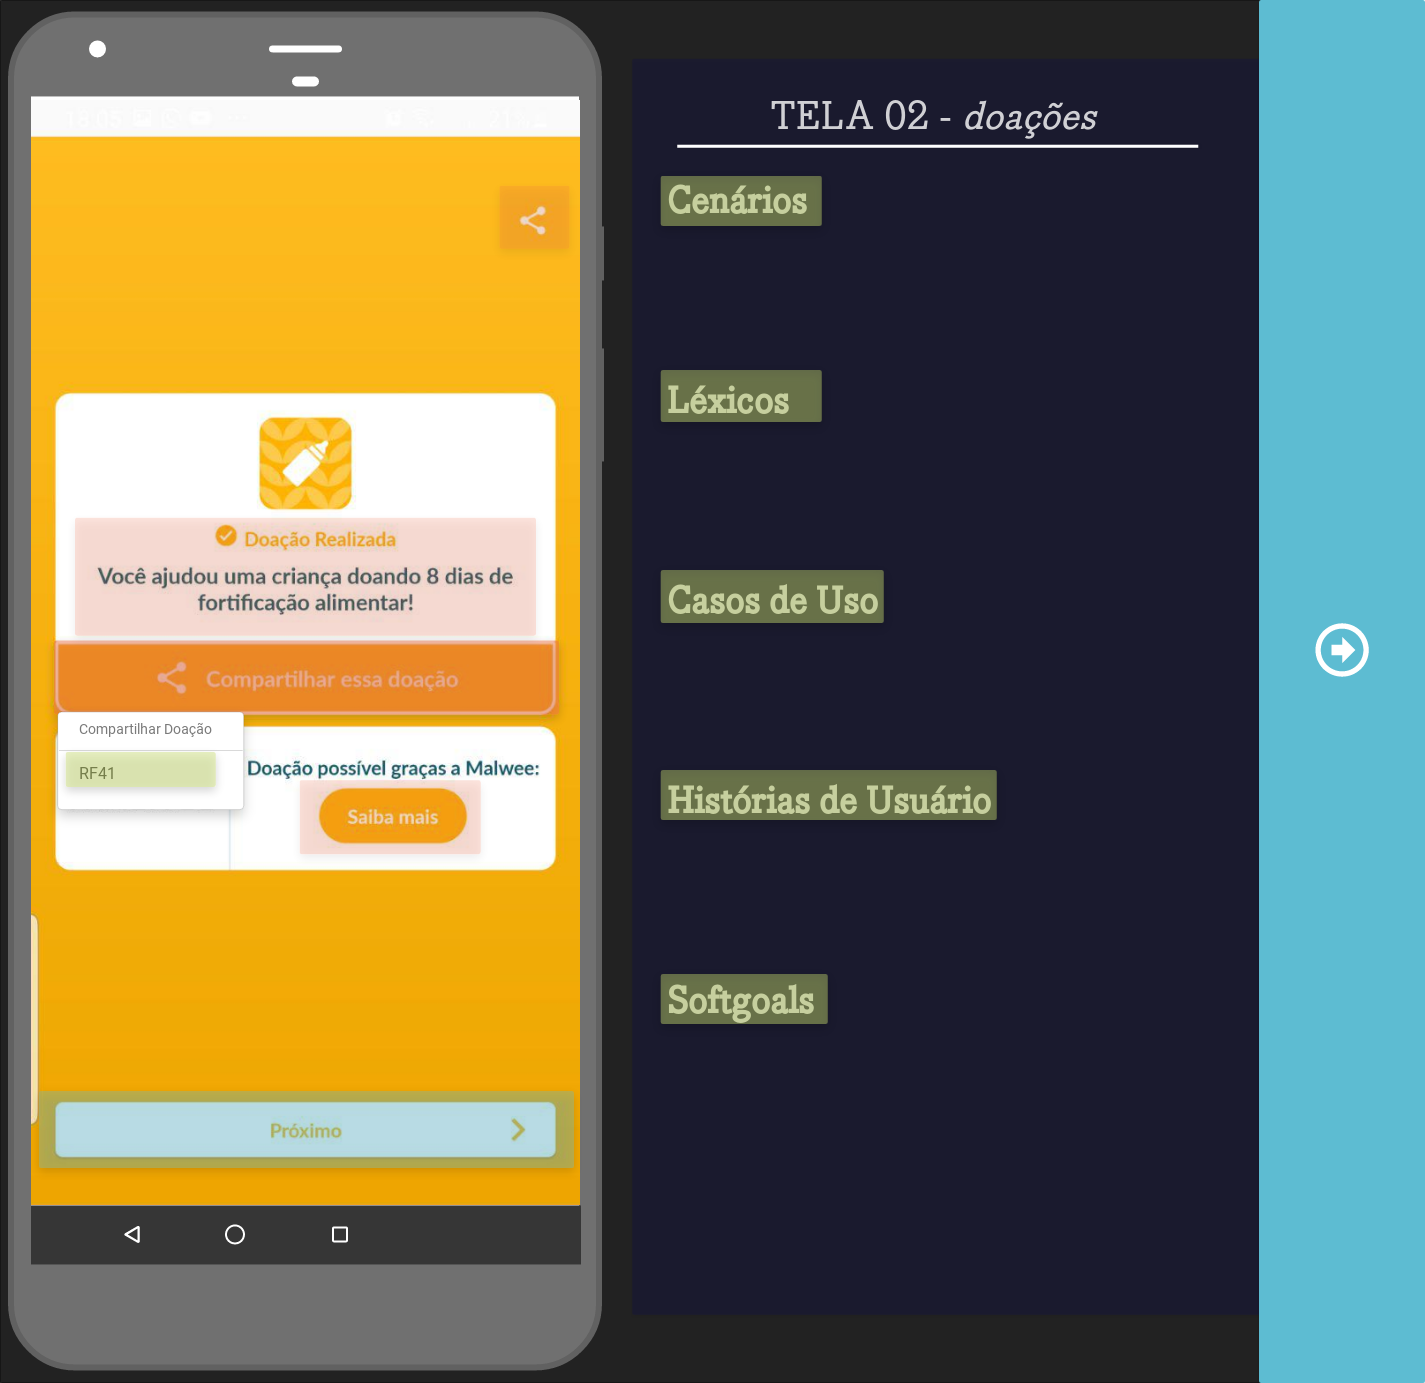 Doação Realizada
Você ajudou uma criança doando 8 dias de
fortificação alimentar!
Compartilhar essa doação
Compartilhar Doação
RF41
Doação possível graças a Malwee:
Saiba mais
Próximo
TELA 02 - doações
Cenários
Léxicos
Casos de Uso
Histórias de Usuário
Softgoals